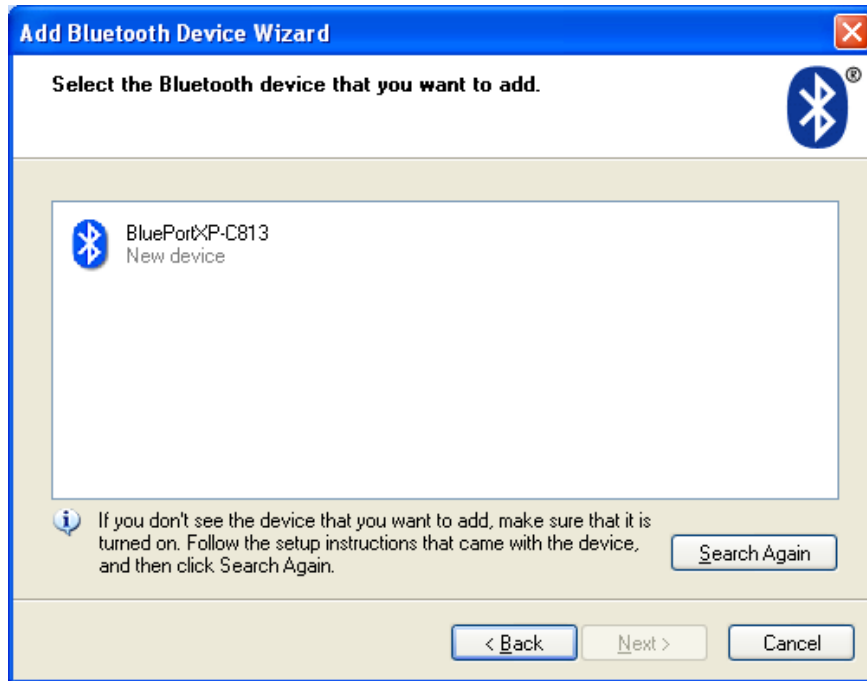 Add Bluetooth Device Wizard
Select the Bluetooth device that you want to add.
®
BluePortXP-C813
New device
If you don't see the device that you want to add, make sure that it is
turned on. Follow the setup instructions that came with the device,
and then click Search Again.
Search Again
< Back
Next >
Cancel